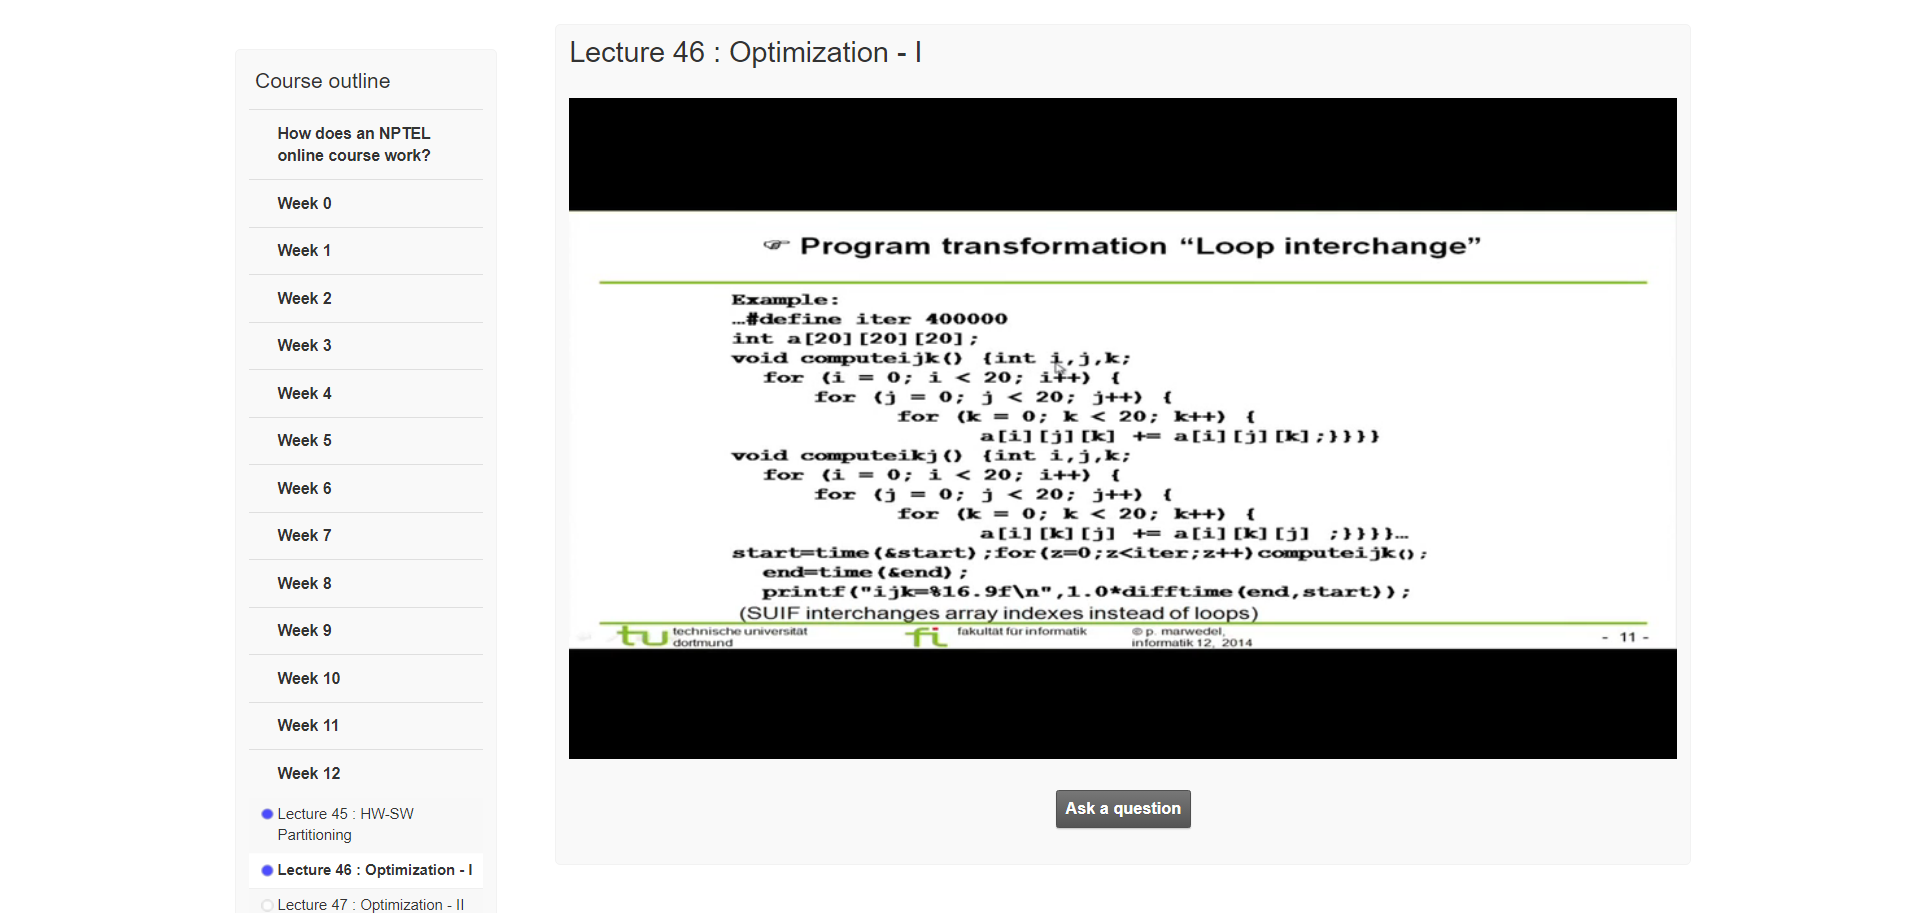 Course outline
How does an NPTEL
online course work?
Week 0
Week 1
Week 2
Week 3
Week 4
Week 5
Week 6
Week 7
Week 8
Week 9
Week 10
Week 11
Week 12
Lecture 45 : HW-SW
Partitioning
Lecture 46 : Optimization - I
Lecture 47 : Optimization - II
Lecture 46 : Optimization - I
Program transformation “Loop interchange”
Example:
…#define iter 400000
int a[20][20][20];
void computeijk() {int i,j,k;
for (i = 0; i < 20; i++) {
for (j = 0; j < 20; j++) {
for (k = 0; k < 20; k++) {
a[i][j][k] += a[i][j][k];}}}}
void computeikj() {int i,j,k;
for (i = 0; i < 20; i++) {
for (j = 0; j < 20; j++) {
for (k = 0; k < 20; k++) {
a[i][k][j] += a[i][k][j] ;}}}}…
start=time(&start);for(z=0;z<iter;z++)computeijk();
end=time(&end);
printf("ijk=%16.9f\n",1.0*difftime(end,start));
(SUIF interchanges array indexes instead of loops)
tu technische universität
dortmund
fi fakultät für informatik
© p. marwedel,
informatik 12, 2014
- 11 -
Ask a question